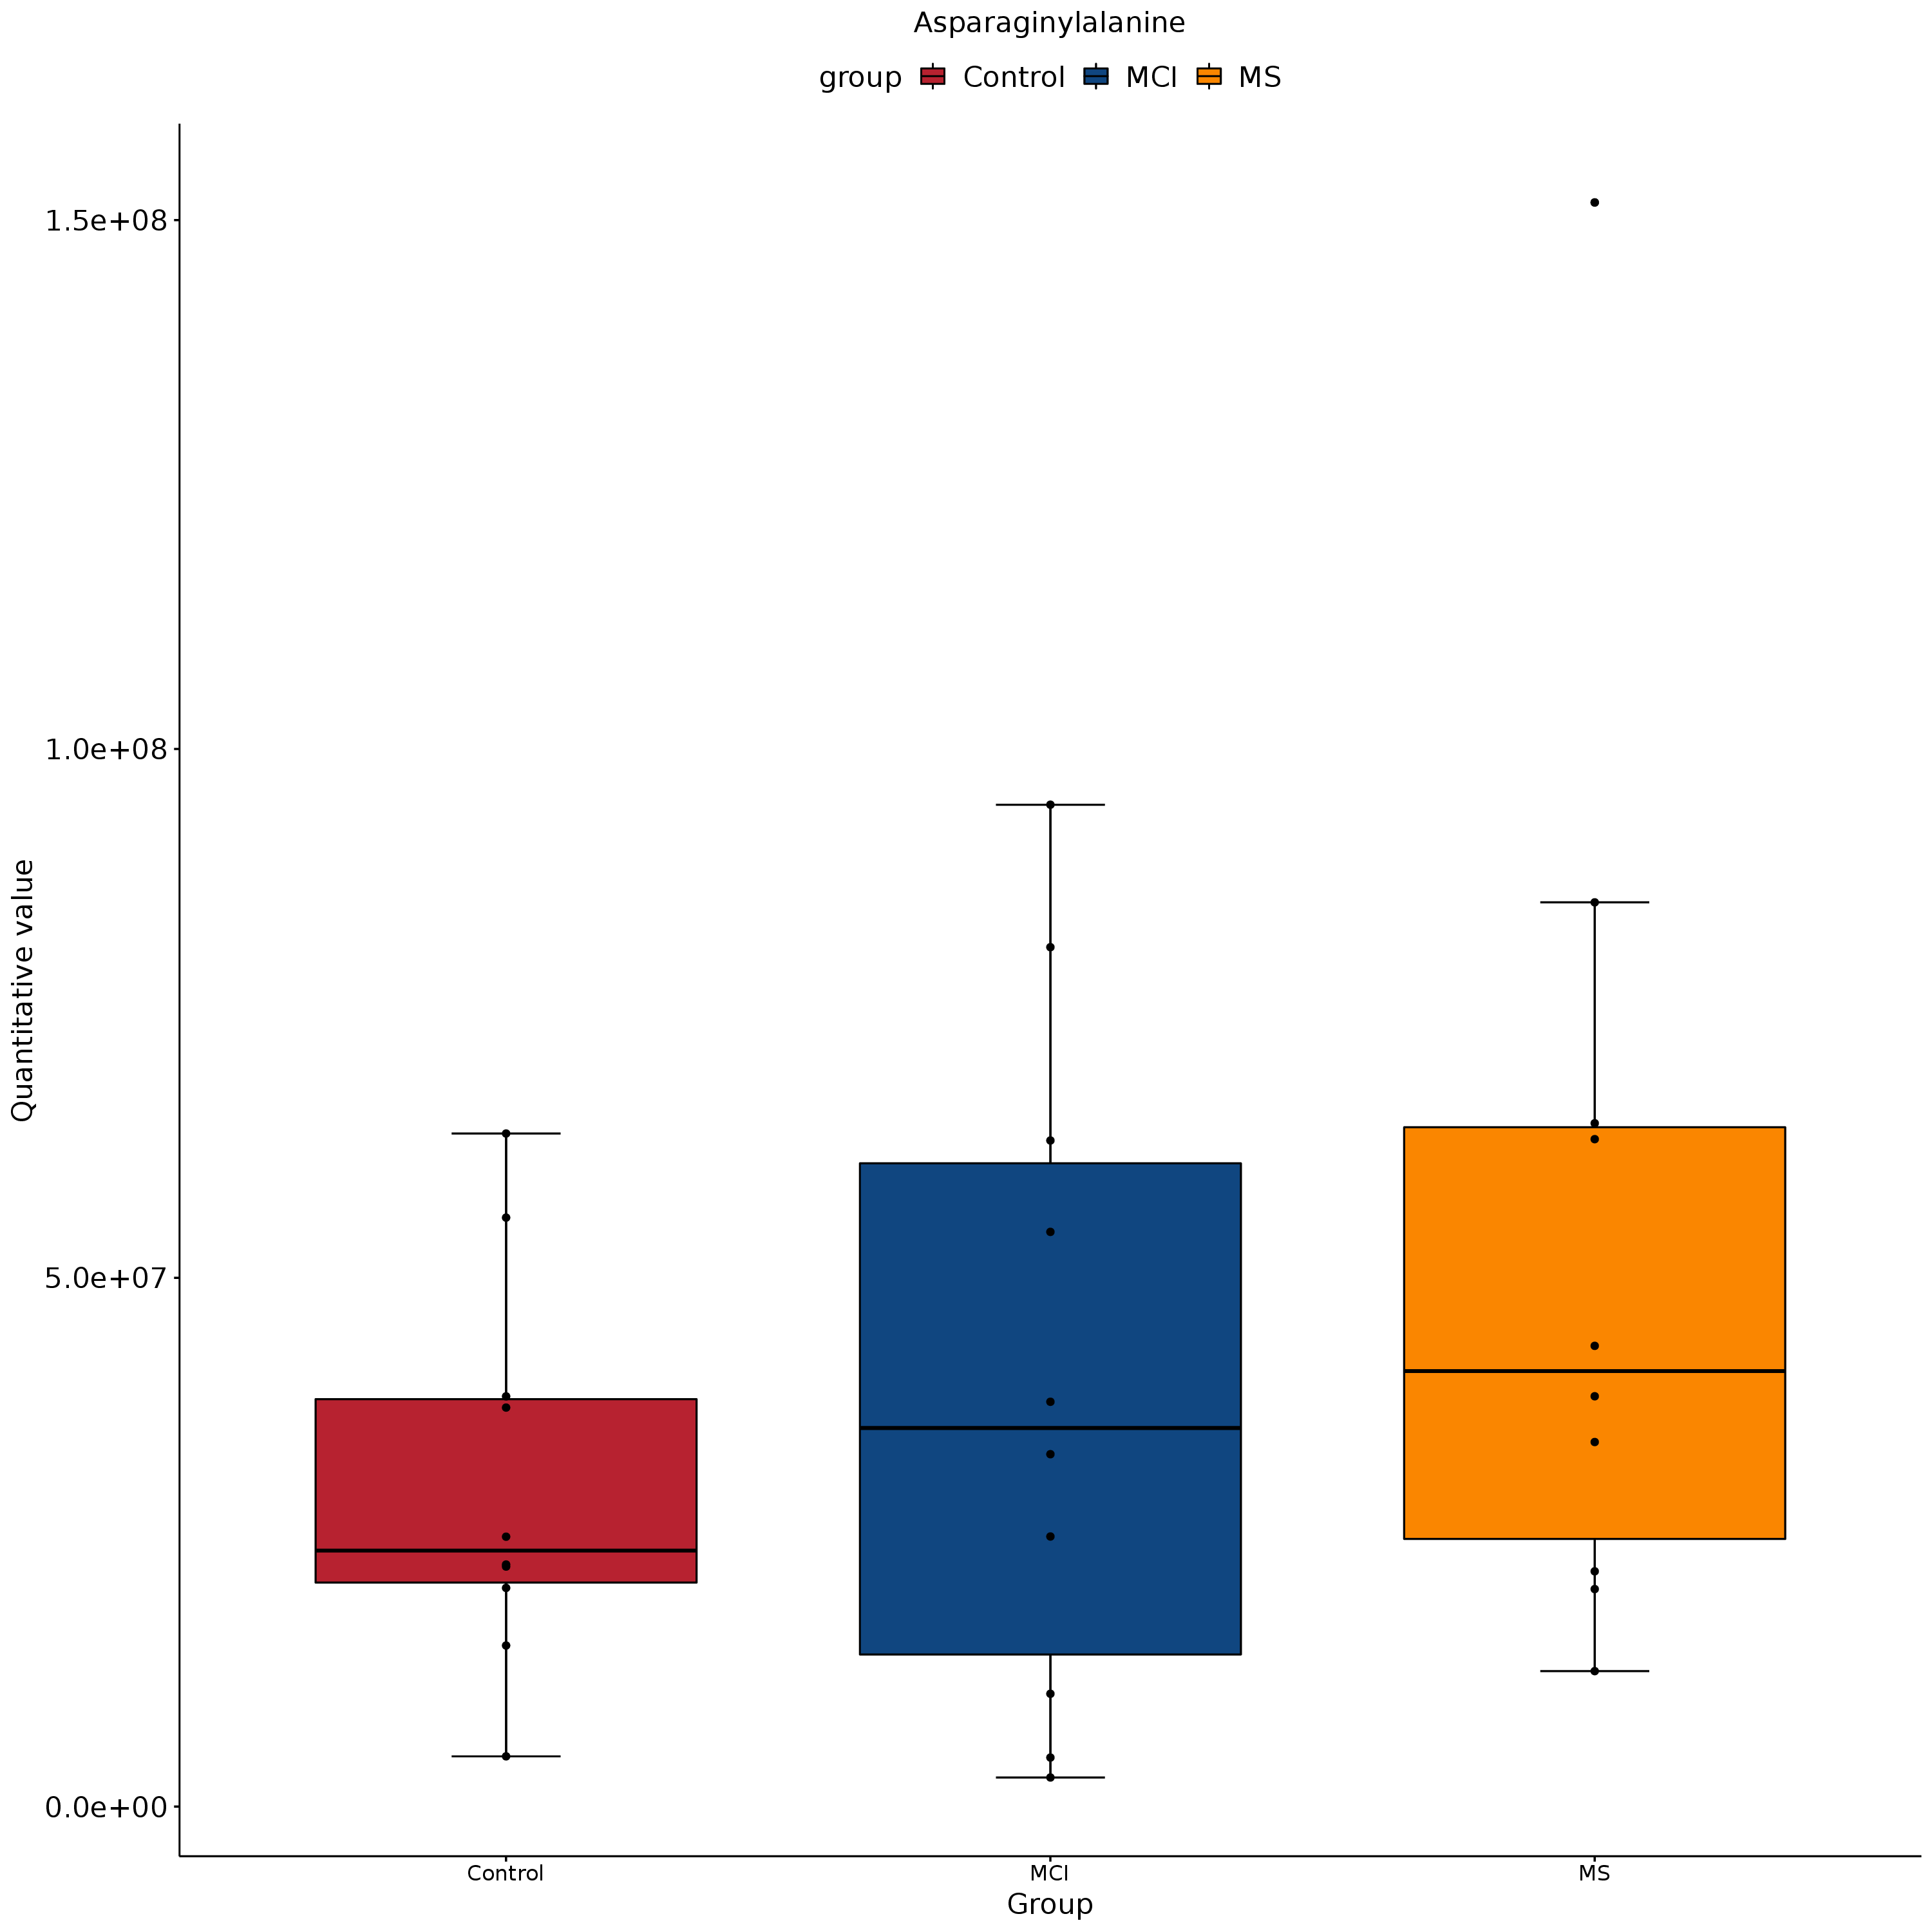 Asparaginylalanine
group Control MCI MS
1.5e+08
1.0e+08
5.0e+07
0.0e+00
Quantitative value
Control MCI MS
Group